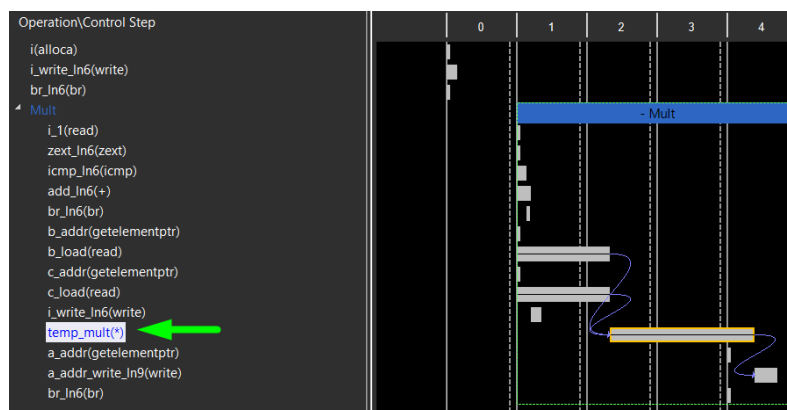 Operation\Control Step 0 1 2 3 4
i(alloca)
i_write_ln6(write)
br_ln6(br)
Mult - Mult
i_1(read)
zext_ln6(zext)
icmp_ln6(icmp)
add_ln6(+)
br_ln6(br)
b_addr(getelementptr)
b_load(read)
c_addr(getelementptr)
c_load(read)
i_write_ln6(write)
temp_mult(*)
a_addr(getelementptr)
a_addr_write_ln9(write)
br_ln6(br)